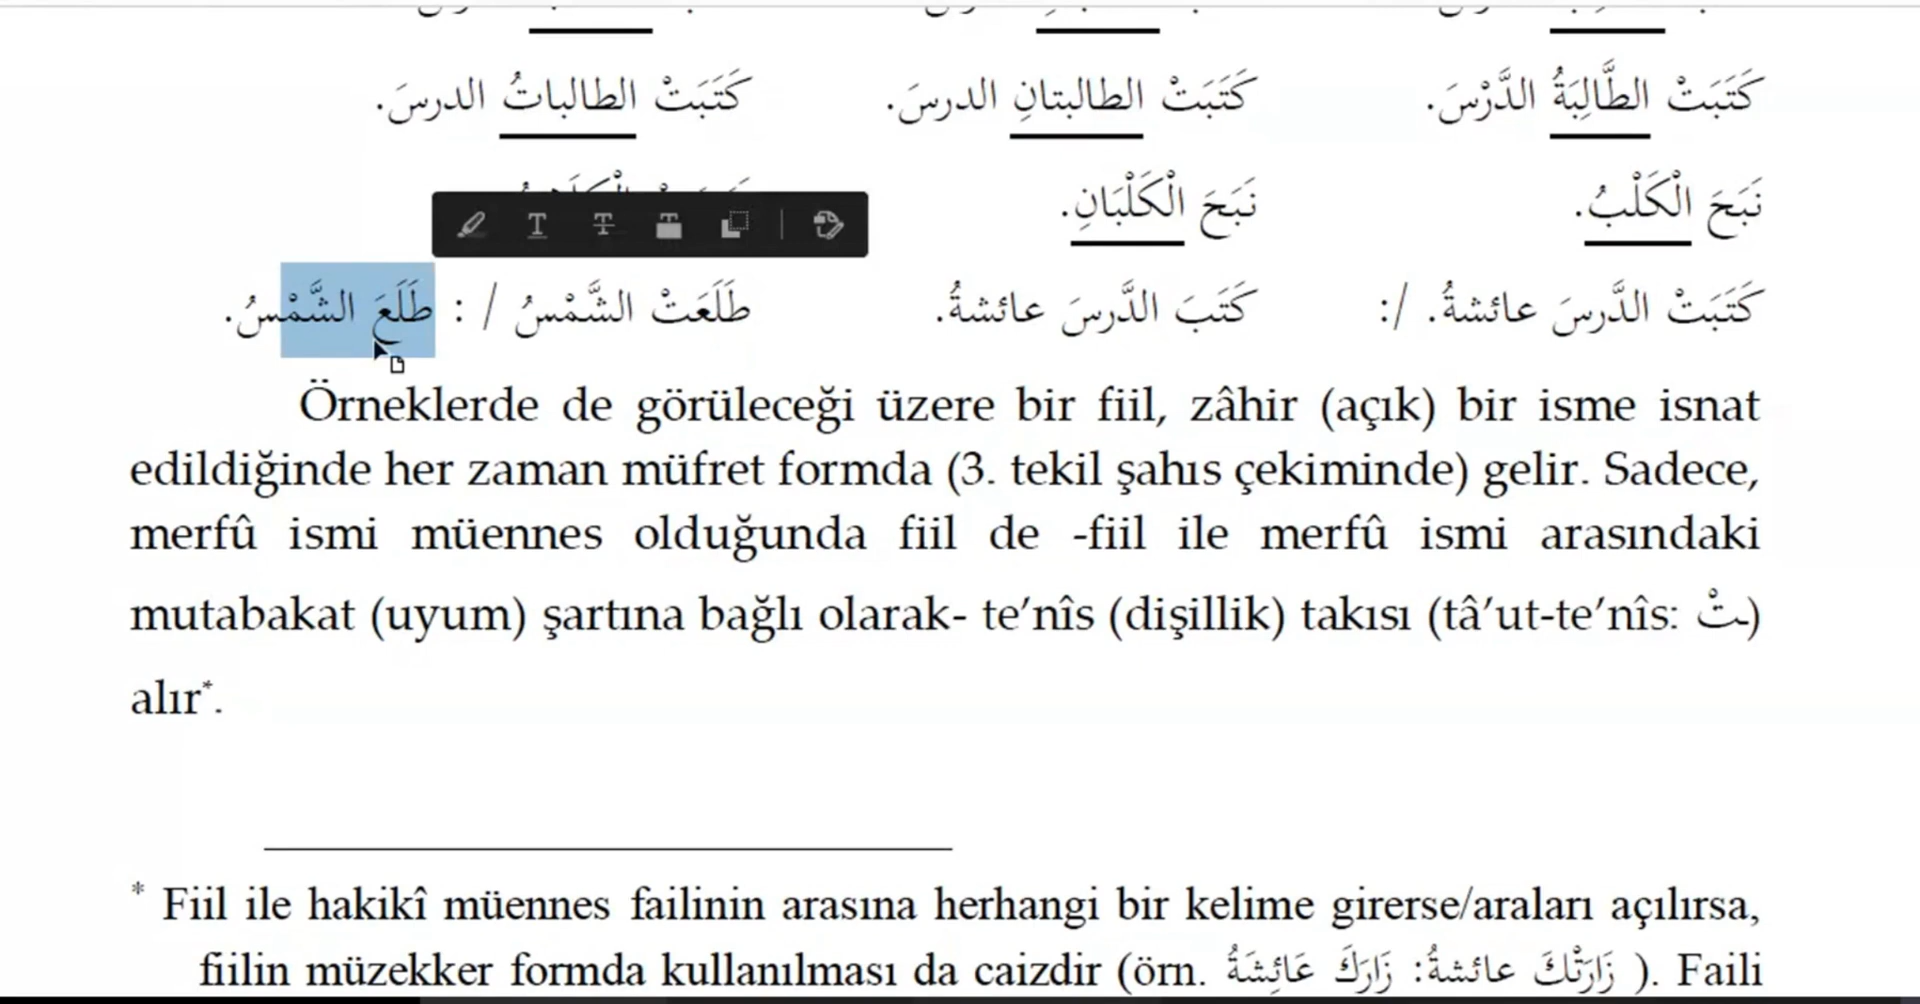 كَتَبَتْ الطَّالِبَةُ الدَّرْسَ. كَتَبَتْ الطالبتانِ الدرسَ. كَتَبَتْ الطالباتُ الدرسَ.
نَبَحَ الْكَلْبُ. نَبَحَ الْكَلْبَانِ.
كَتَبَتْ الدَّرسَ عائشةُ. /: كَتَبَ الدَّرسَ عائشةُ. طَلَعَتْ الشَّمْسُ / : طَلَعَ الشَّمْسُ.
Örneklerde de görüleceği üzere bir fiil, zâhir (açık) bir isme isnat
edildiğinde her zaman müfret formda (3. tekil şahıs çekiminde) gelir. Sadece,
merfû ismi müennes olduğunda fiil de -fiil ile merfû ismi arasındaki
mutabakat (uyum) şartına bağlı olarak- te’nîs (dişillik) takısı (tâ’ut-te’nîs: ـتْ)
alır*.
* Fiil ile hakikî müennes failinin arasına herhangi bir kelime girerse/araları açılırsa,
fiilin müzekker formda kullanılması da caizdir (örn. زَارَتْكَ عائشةُ: زَارَكَ عَائِشَةُ ). Faili